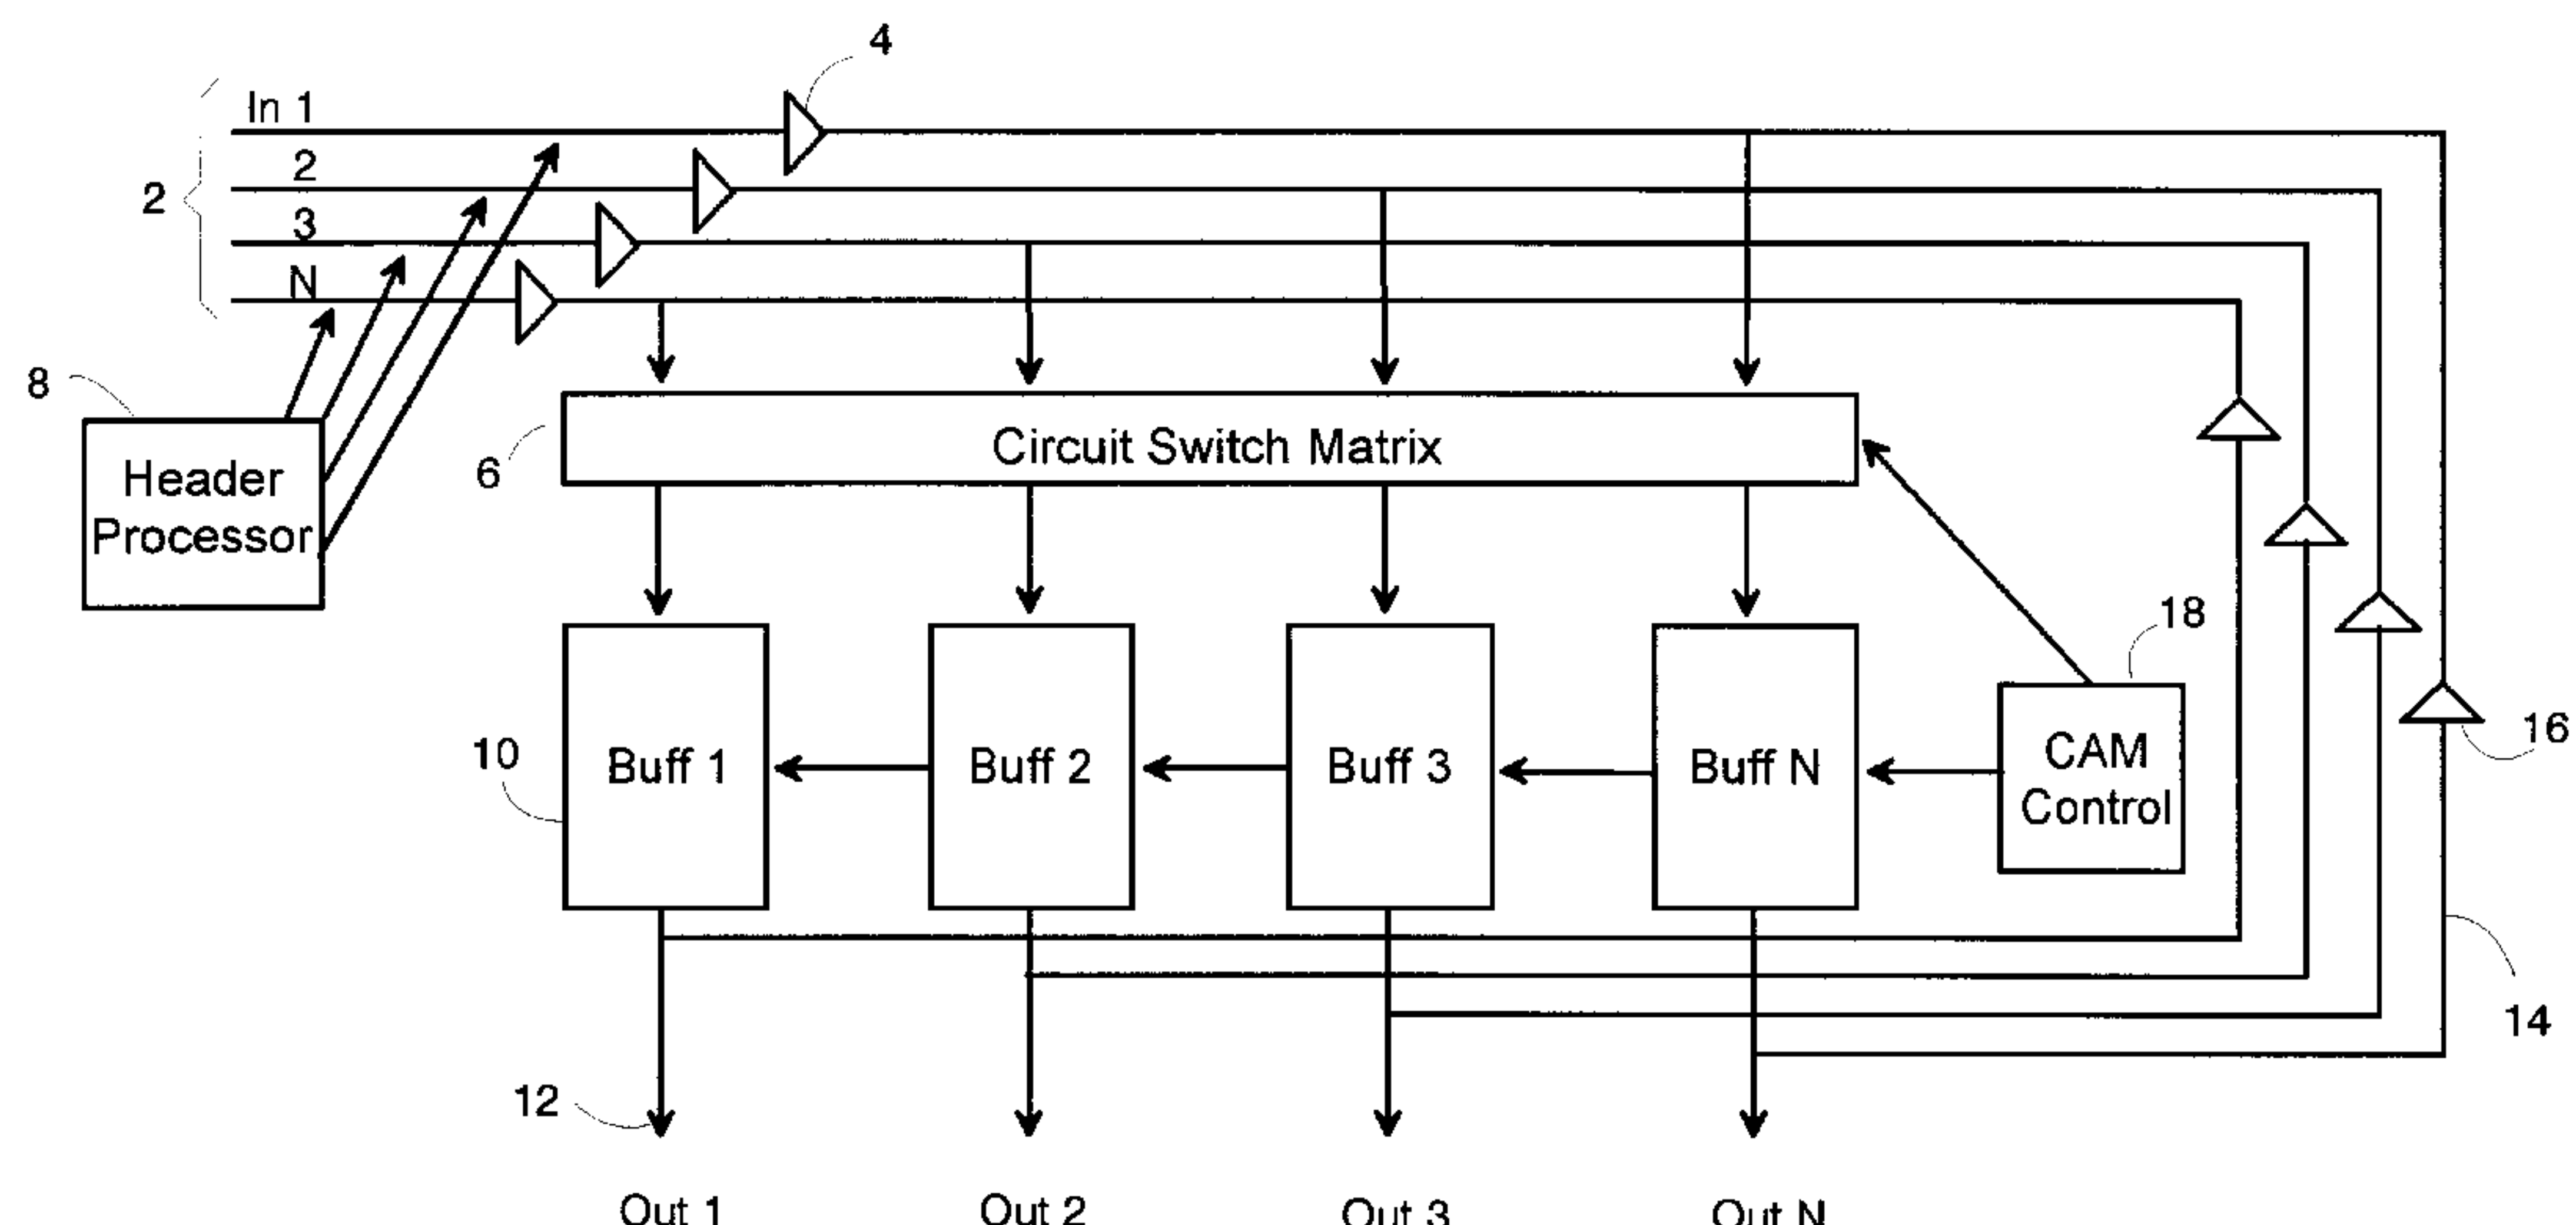 4
In 1
2
2
3
N
8
Header
Processor
6
Circuit Switch Matrix
18
16
10
Buff 1
Buff 2
Buff 3
Buff N
CAM
Control
14
12
Out 1
Out 2
Out 3
Out N